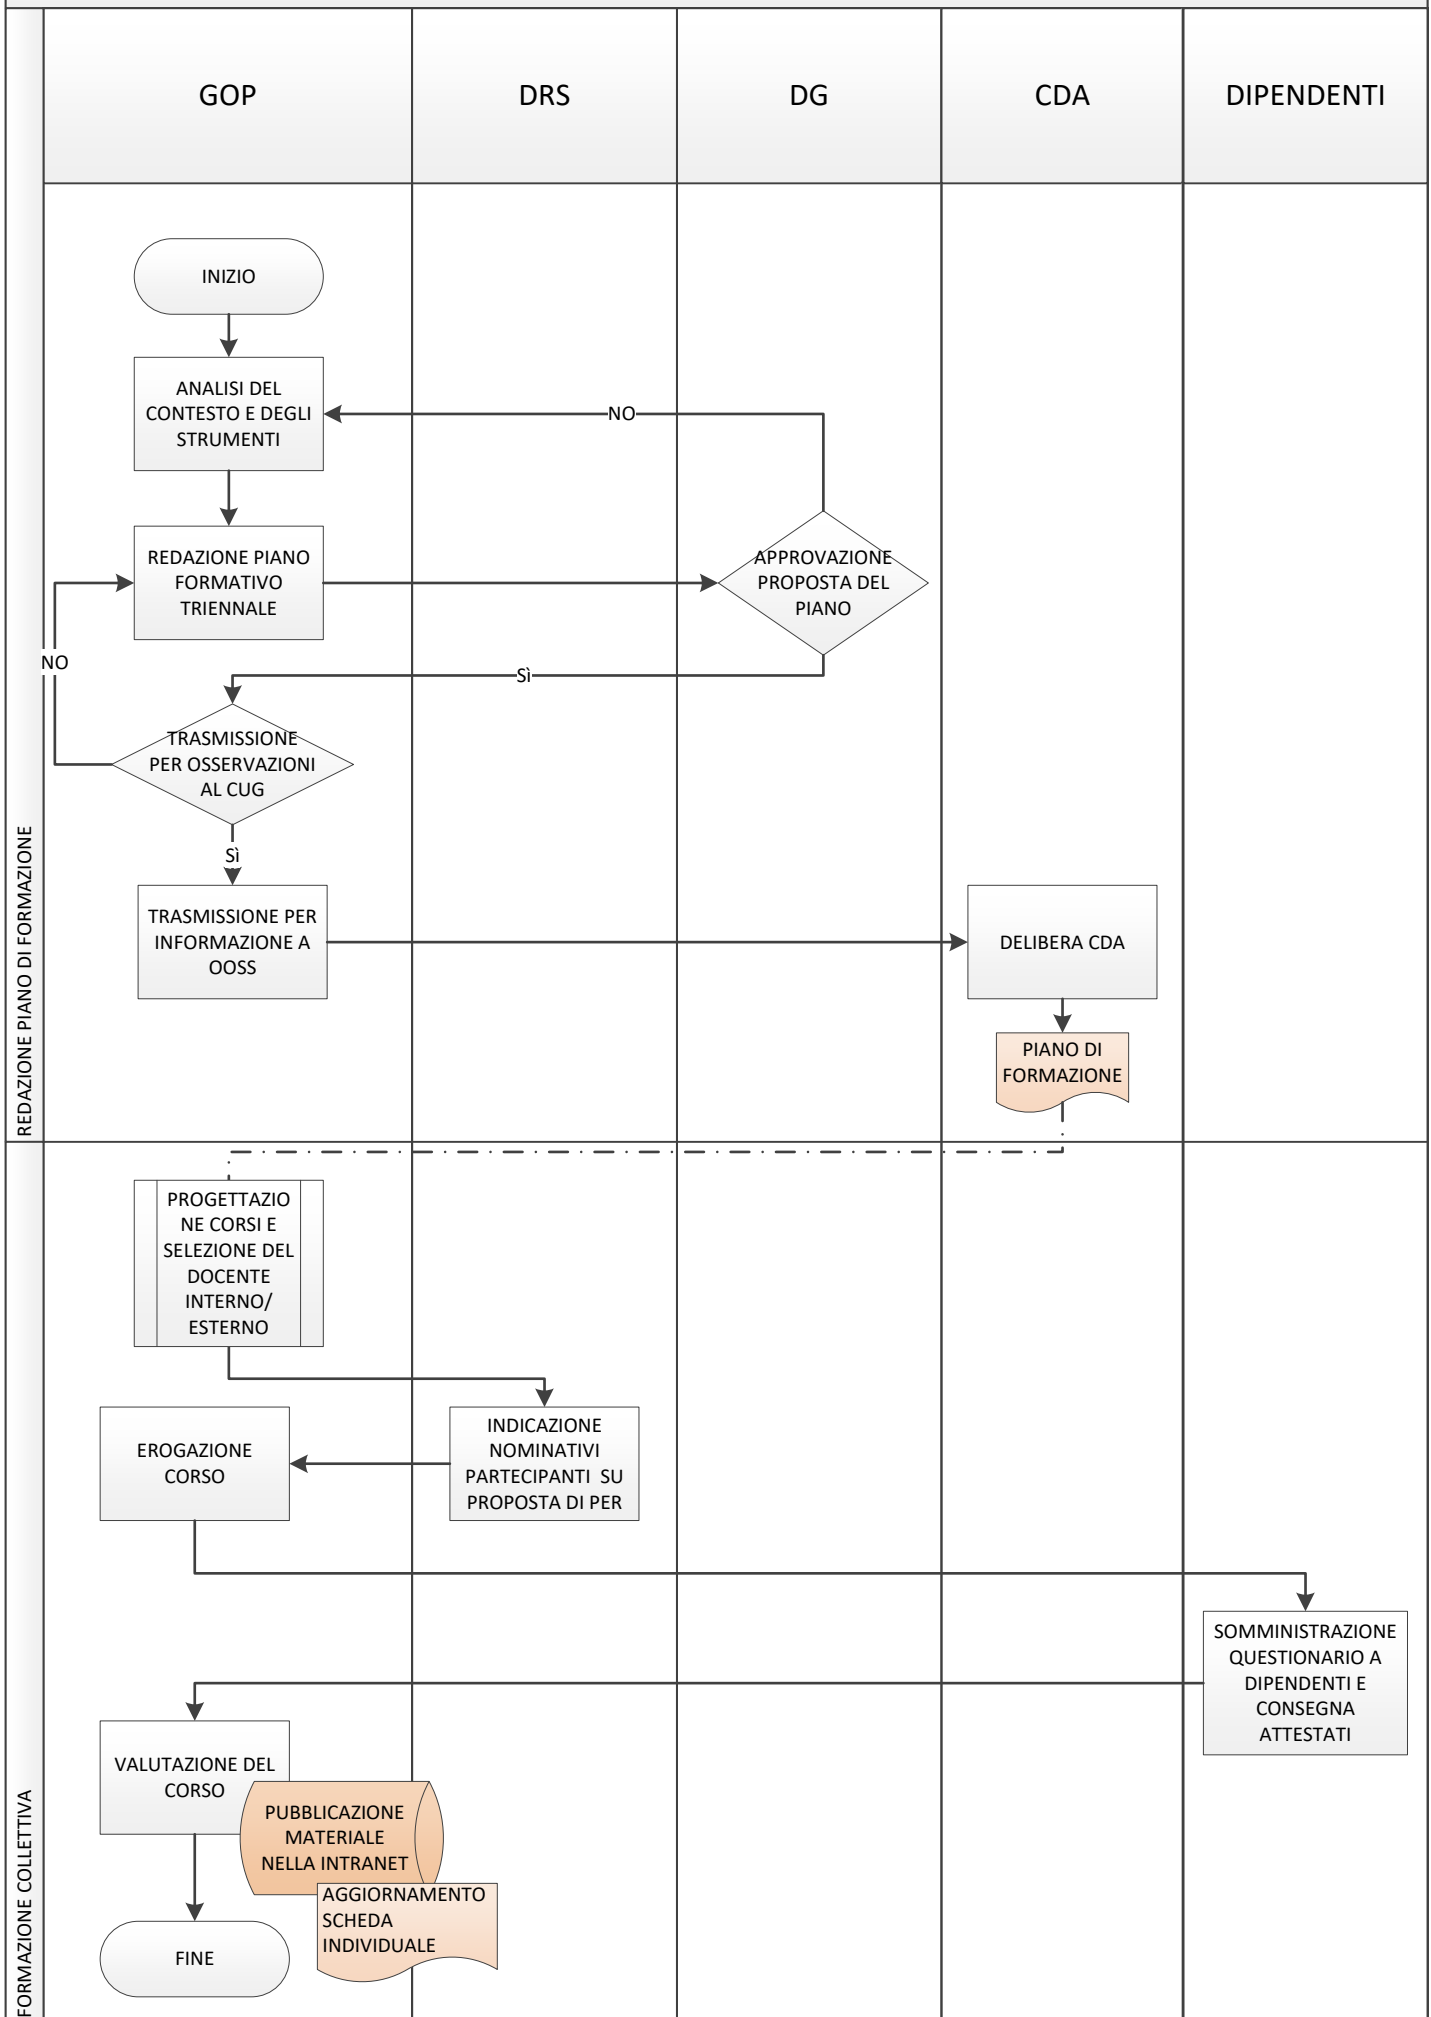 GOP
DRS
DG
CDA
DIPENDENTI
INIZIO
ANALISI DEL
CONTESTO E DEGLI
STRUMENTI
NO
REDAZIONE PIANO
FORMATIVO
TRIENNALE
APPROVAZIONE
PROPOSTA DEL
PIANO
NO
Sì
TRASMISSIONE
PER OSSERVAZIONI
AL CUG
Sì
TRASMISSIONE PER
INFORMAZIONE A
OOSS
DELIBERA CDA
PIANO DI
FORMAZIONE
REDAZIONE PIANO DI FORMAZIONE
PROGETTAZIO
NE CORSI E
SELEZIONE DEL
DOCENTE
INTERNO/
ESTERNO
EROGAZIONE
CORSO
INDICAZIONE
NOMINATIVI
PARTECIPANTI SU
PROPOSTA DI PER
SOMMINISTRAZIONE
QUESTIONARIO A
DIPENDENTI E
CONSEGNA
ATTESTATI
VALUTAZIONE DEL
CORSO
PUBBLICAZIONE
MATERIALE
NELLA INTRANET
AGGIORNAMENTO
SCHEDA
INDIVIDUALE
FINE
FORMAZIONE COLLETTIVA